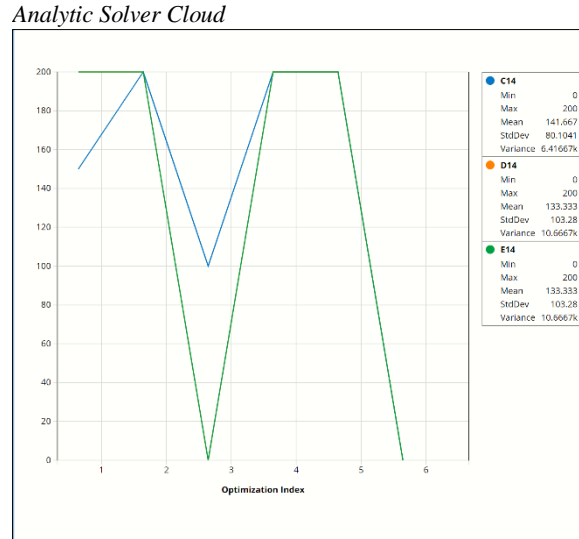 Analytic Solver Cloud
200
180
160
140
120
100
80
60
40
20
0
1 2 3 4 5 6
Optimization Index
C14
Min 0
Max 200
Mean 141.667
StdDev 80.1041
Variance 6.41667k
D14
Min 0
Max 200
Mean 133.333
StdDev 103.28
Variance 10.6667k
E14
Min 0
Max 200
Mean 133.333
StdDev 103.28
Variance 10.6667k